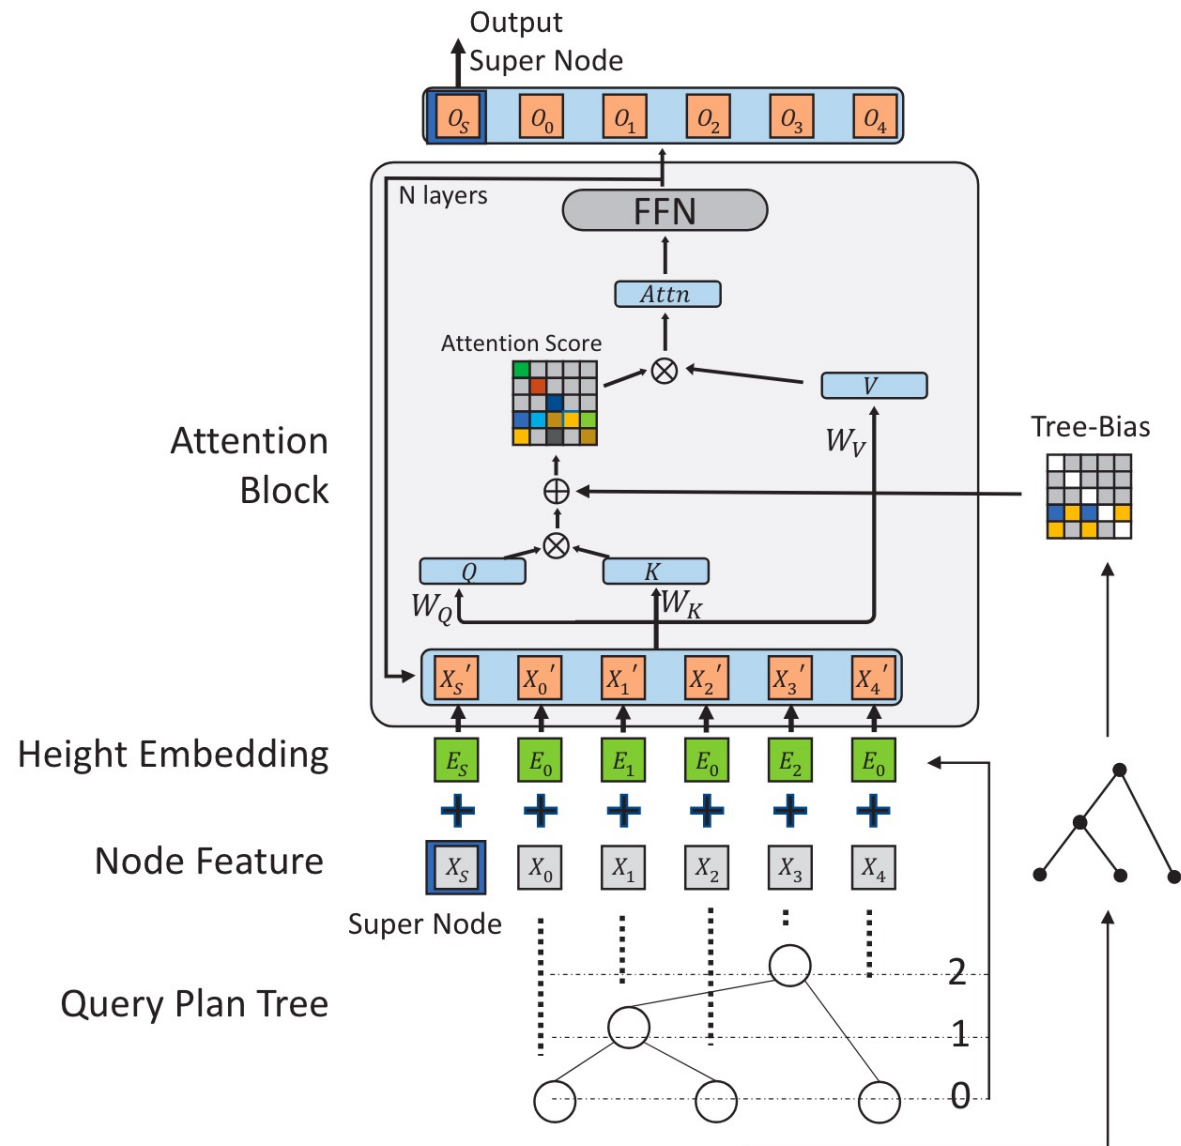 Output
Super Node
O_S O_0 O_1 O_2 O_3 O_4
N layers
FFN
Attn
Attention Score
V
W_V
Tree-Bias
Attention
Block
Q K
W_Q W_K
X_S′ X_0′ X_1′ X_2′ X_3′ X_4′
Height Embedding
E_S E_0 E_1 E_0 E_2 E_0
+ + + + + +
Node Feature
X_S X_0 X_1 X_2 X_3 X_4
Super Node
2
Query Plan Tree
1
0